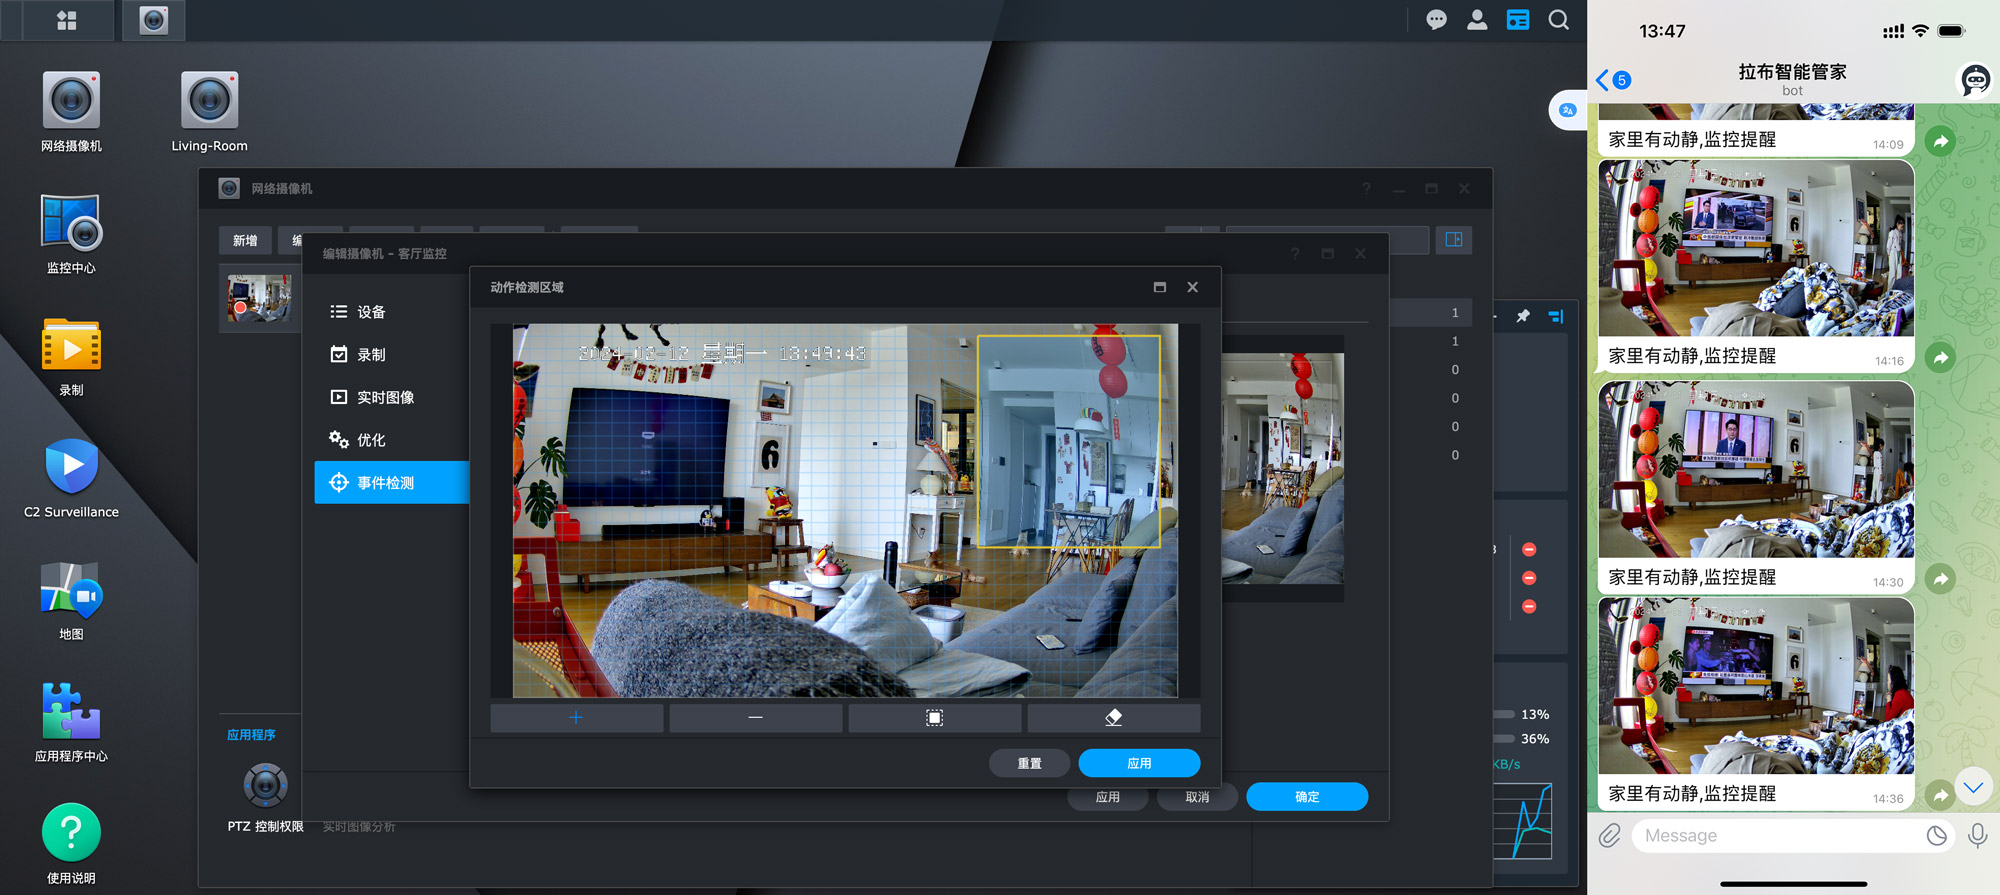 网络摄像机
Living-Room
监控中心
录制
C2 Surveillance
地图
应用程序中心
使用说明
网络摄像机
新增
编
应用程序
PTZ 控制权限
实时图像分析
编辑摄像机 - 客厅监控
设备
录制
实时图像
优化
事件检测
应用
取消
确定
动作检测区域
2024-02-12 星期一 13:49:43
6
重置
应用
1
1
0
0
0
0
13%
36%
KB/s
13:47
5
拉布智能管家
bot
家里有动静,监控提醒
14:09
家里有动静,监控提醒
14:16
家里有动静,监控提醒
14:30
家里有动静,监控提醒
14:36
Message